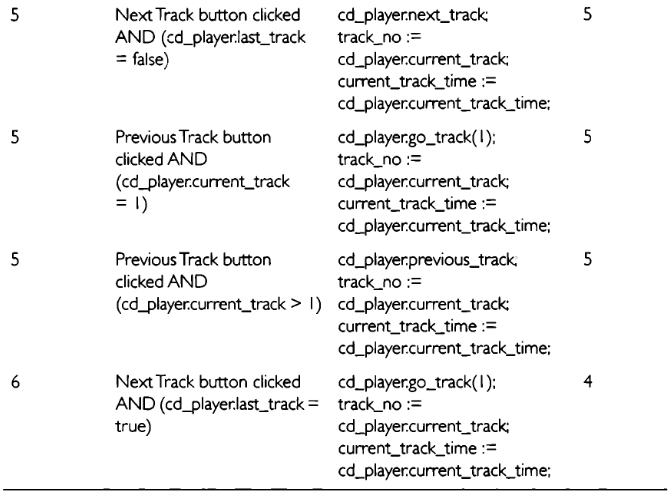 5 Next Track button clicked cd_player.next_track; 5
AND (cd_player.last_track track_no :=
= false) cd_player.current_track;
current_track_time :=
cd_player.current_track_time;
5 Previous Track button cd_player.go_track(1); 5
clicked AND track_no :=
(cd_player.current_track cd_player.current_track;
= 1) current_track_time :=
cd_player.current_track_time;
5 Previous Track button cd_player.previous_track; 5
clicked AND track_no :=
(cd_player.current_track > 1) cd_player.current_track;
current_track_time :=
cd_player.current_track_time;
6 Next Track button clicked cd_player.go_track(1); 4
AND (cd_player.last_track = track_no :=
true) cd_player.current_track;
current_track_time :=
cd_player.current_track_time;